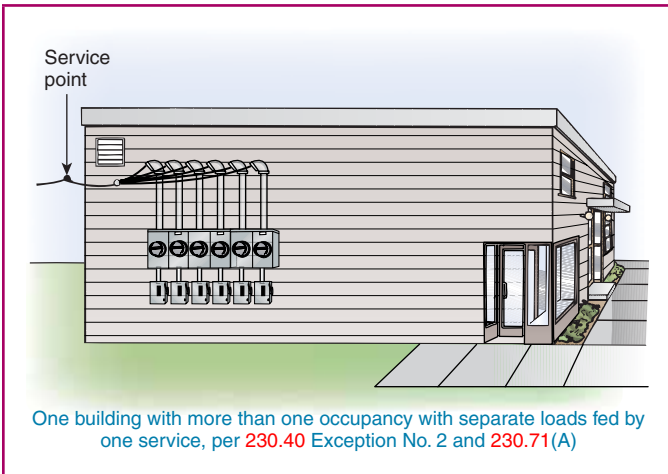 Service
point
One building with more than one occupancy with separate loads fed by
one service, per 230.40 Exception No. 2 and 230.71(A)